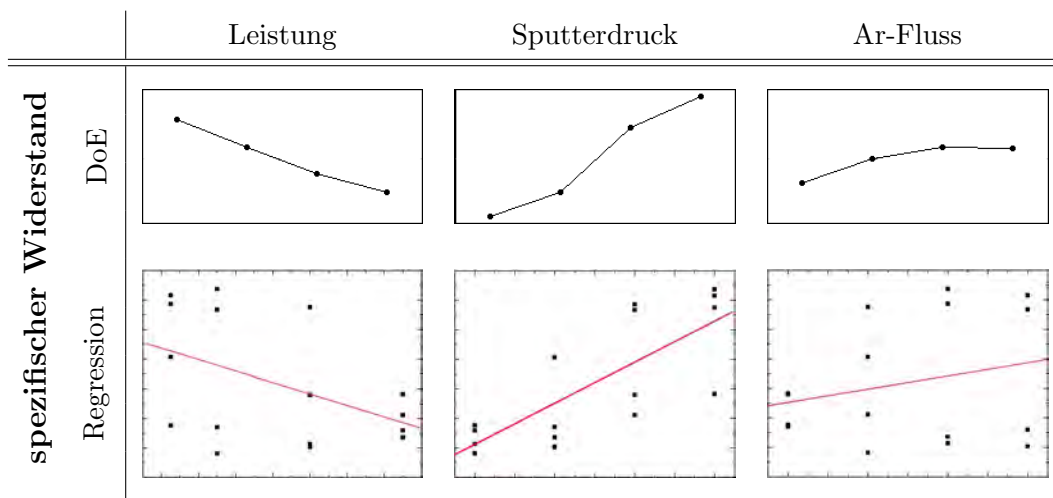 Leistung Sputterdruck Ar-Fluss
spezifischer Widerstand
DoE
Regression